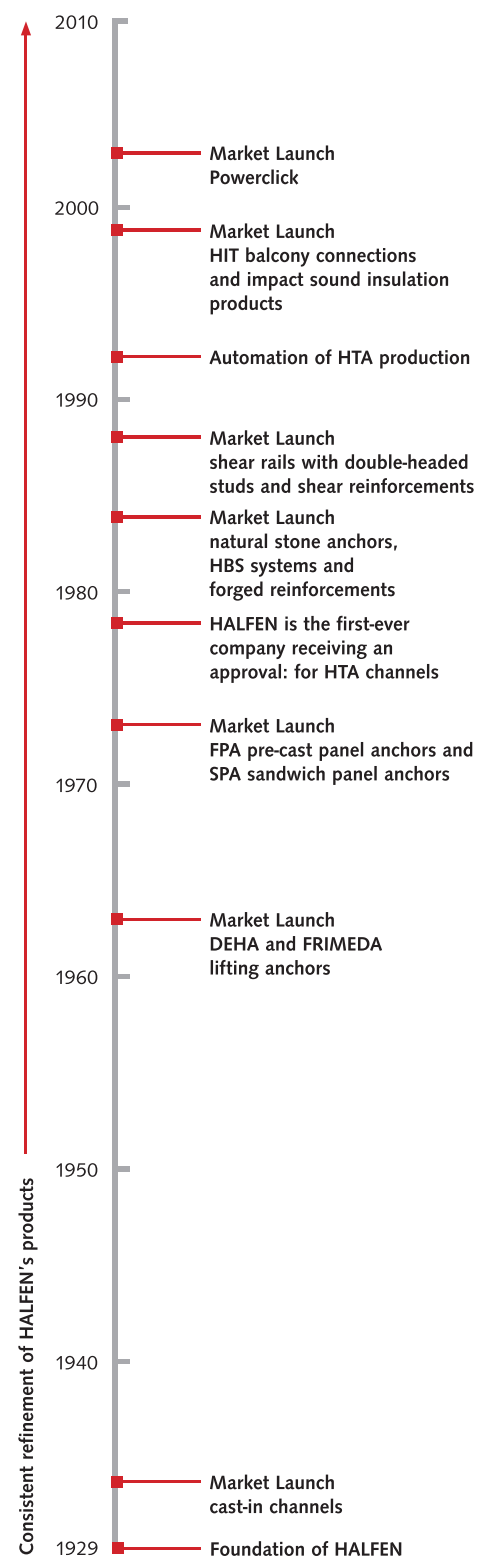 2010
Market Launch
Powerclick
2000
Market Launch
HIT balcony connections
and impact sound insulation
products
Automation of HTA production
1990
Market Launch
shear rails with double-headed
studs and shear reinforcements
Market Launch
natural stone anchors,
HBS systems and
forged reinforcements
1980
HALFEN is the first-ever
company receiving an
approval: for HTA channels
Market Launch
FPA pre-cast panel anchors and
SPA sandwich panel anchors
1970
Market Launch
DEHA and FRIMEDA
lifting anchors
1960
1950
1940
Market Launch
cast-in channels
1929
Foundation of HALFEN
Consistent refinement of HALFEN's products